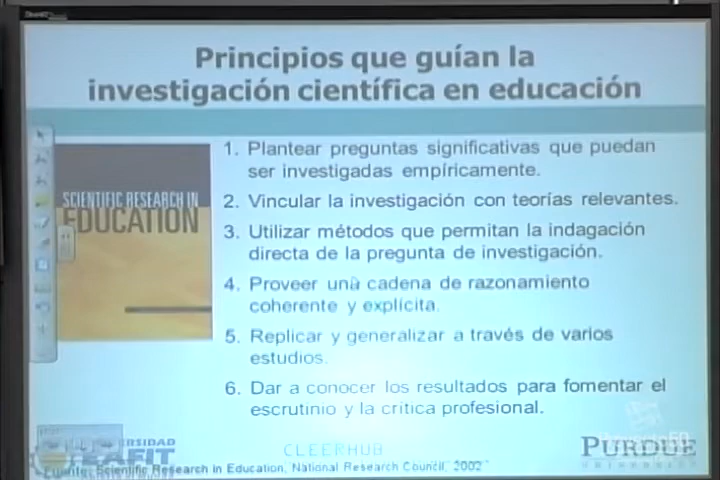 Principios que guían la
investigación científica en educación
SCIENTIFIC RESEARCH IN
EDUCATION
1. Plantear preguntas significativas que puedan
ser investigadas empíricamente.
2. Vincular la investigación con teorías relevantes.
3. Utilizar métodos que permitan la indagación
directa de la pregunta de investigación.
4. Proveer una cadena de razonamiento
coherente y explícita.
5. Replicar y generalizar a través de varios
estudios.
6. Dar a conocer los resultados para fomentar el
escrutinio y la crítica profesional.
EAFIT
CLEERHUB
PURDUE
UNIVERSITY
Fuente: Scientific Research in Education, National Research Council, 2002